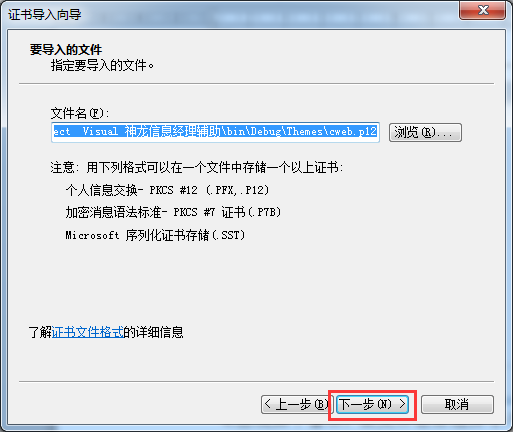 证书导入向导
要导入的文件
指定要导入的文件。
文件名(F):
ect Visual 神龙信息经理辅助\bin\Debug\Themes\cweb.p12
浏览(R)...
注意: 用下列格式可以在一个文件中存储一个以上证书:
个人信息交换- PKCS #12 (.PFX,.P12)
加密消息语法标准- PKCS #7 证书(.P7B)
Microsoft 序列化证书存储(.SST)
了解证书文件格式的详细信息
< 上一步(B) 下一步(N) > 取消